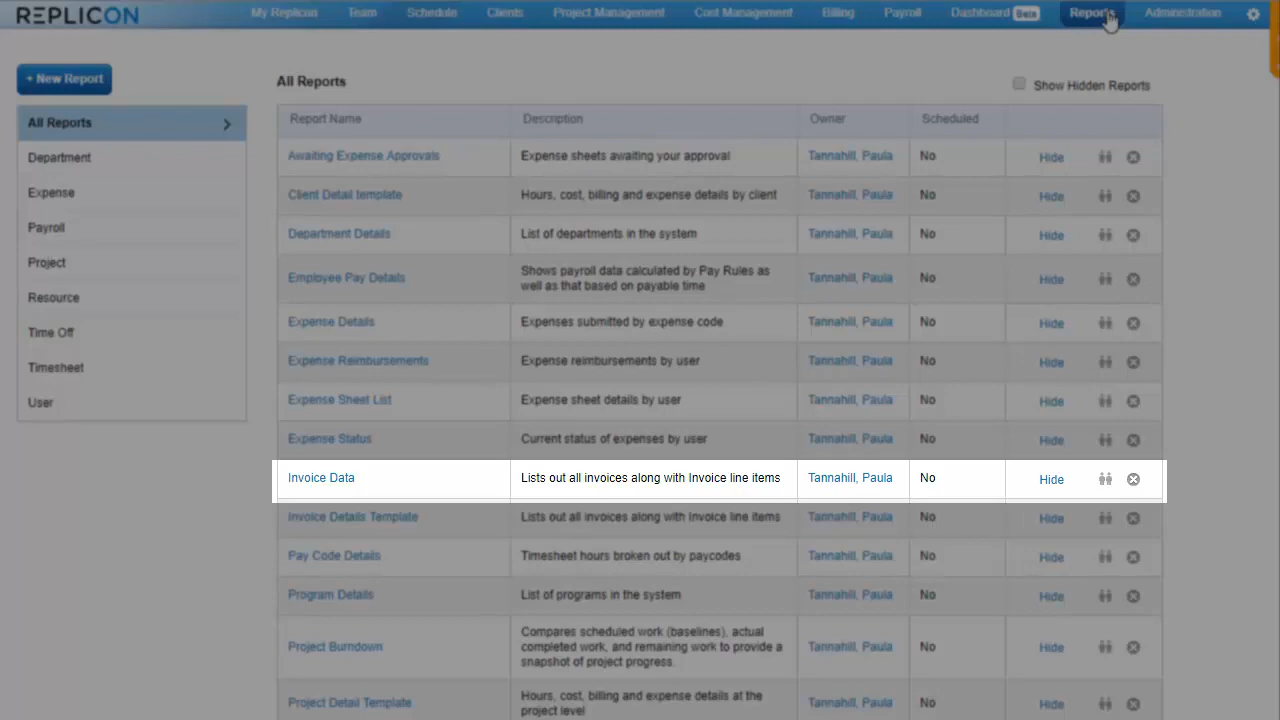 REPLICON
My Replicon Team Schedule Clients Project Management Cost Management Billing Payroll Dashboard Beta Reports Administration
+ New Report
All Reports
Department
Expense
Payroll
Project
Resource
Time Off
Timesheet
User
All Reports
Show Hidden Reports
Report Name Description Owner Scheduled
Awaiting Expense Approvals Expense sheets awaiting your approval Tannahill, Paula No Hide
Client Detail template Hours, cost, billing and expense details by client Tannahill, Paula No Hide
Department Details List of departments in the system Tannahill, Paula No Hide
Employee Pay Details Shows payroll data calculated by Pay Rules as
well as that based on payable time Tannahill, Paula No Hide
Expense Details Expenses submitted by expense code Tannahill, Paula No Hide
Expense Reimbursements Expense reimbursements by user Tannahill, Paula No Hide
Expense Sheet List Expense sheet details by user Tannahill, Paula No Hide
Expense Status Current status of expenses by user Tannahill, Paula No Hide
Invoice Data Lists out all invoices along with Invoice line items Tannahill, Paula No Hide
Invoice Details Template Lists out all invoices along with Invoice line items Tannahill, Paula No Hide
Pay Code Details Timesheet hours broken out by paycodes Tannahill, Paula No Hide
Program Details List of programs in the system Tannahill, Paula No Hide
Project Burndown Compares scheduled work (baselines), actual
completed work, and remaining work to provide a
snapshot of project progress. Tannahill, Paula No Hide
Project Detail Template Hours, cost, billing and expense details at the
project level Tannahill, Paula No Hide